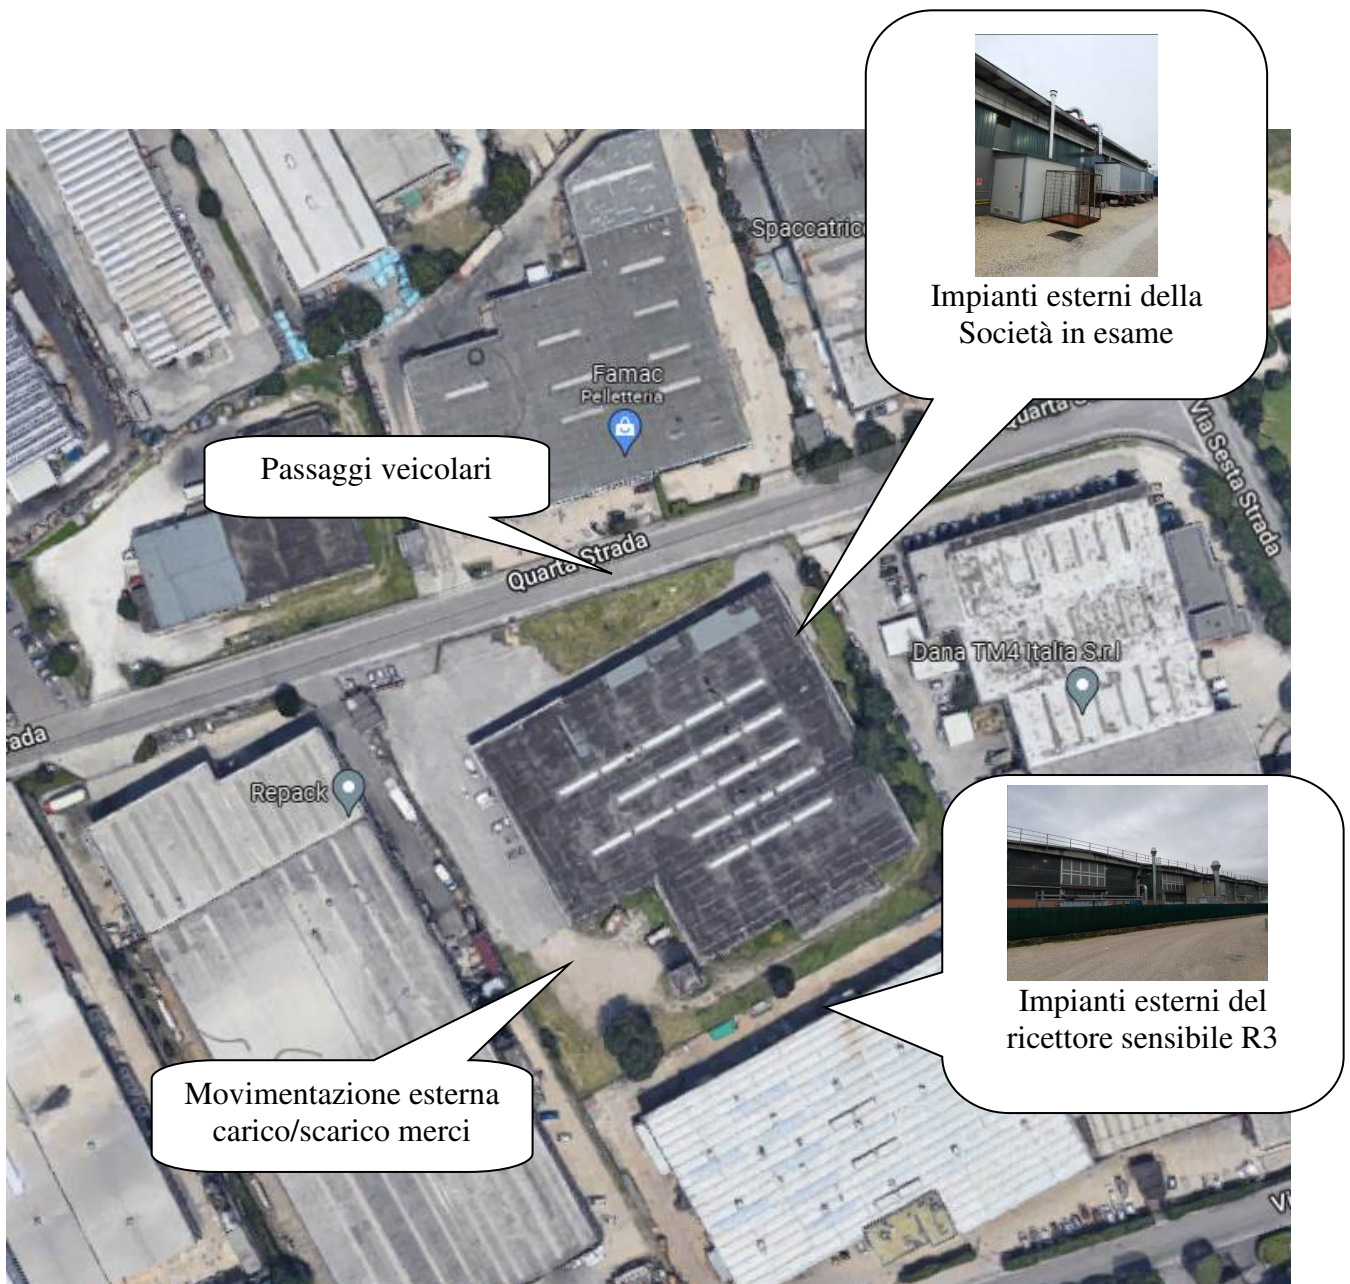 Impianti esterni della
Società in esame
Spaccatric
Famac
Pelletteria
Passaggi veicolari
Quarta S
Via Sesta Strada
Quarta Strada
Dana TM4 Italia S.r.l
rada
Repack
Impianti esterni del
ricettore sensibile R3
Movimentazione esterna
carico/scarico merci
V